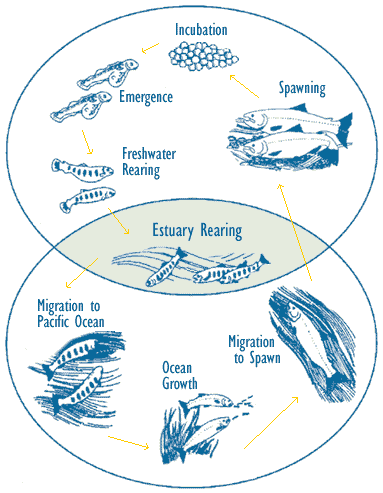 Incubation
Emergence
Spawning
Freshwater
Rearing
Estuary Rearing
Migration to
Pacific Ocean
Ocean
Growth
Migration
to Spawn